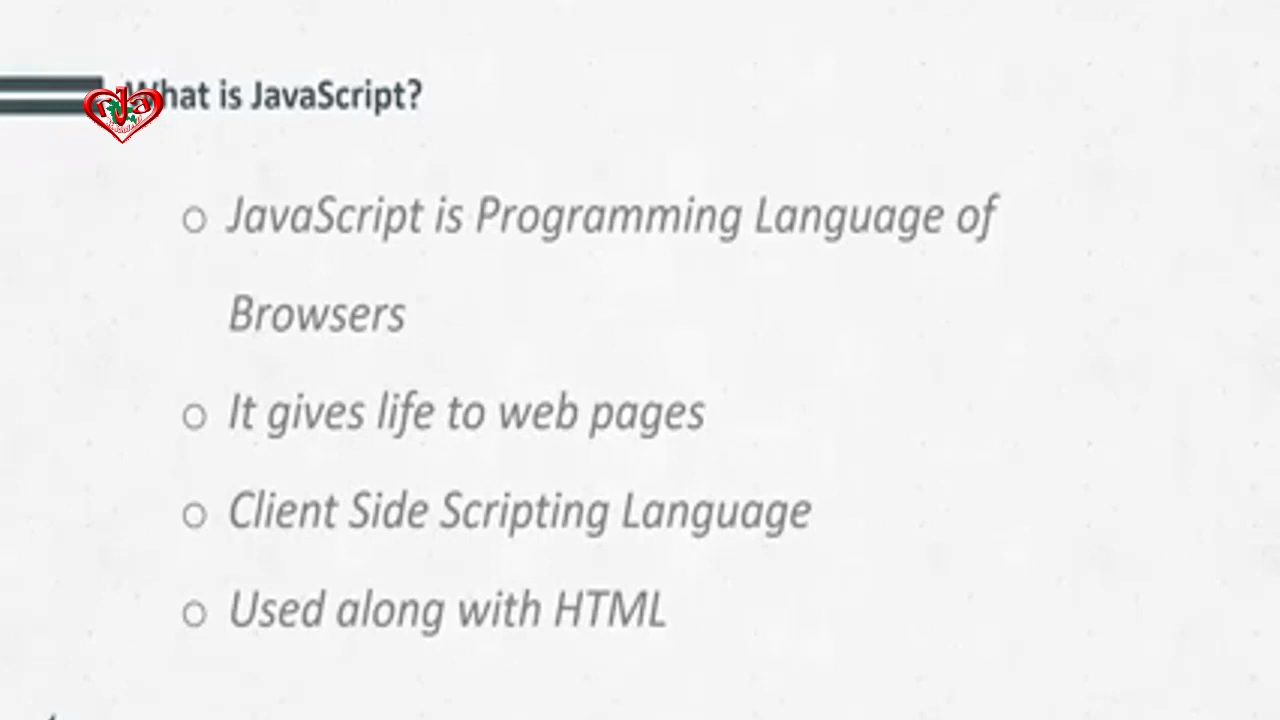 What is JavaScript?
o JavaScript is Programming Language of
Browsers
o It gives life to web pages
o Client Side Scripting Language
o Used along with HTML